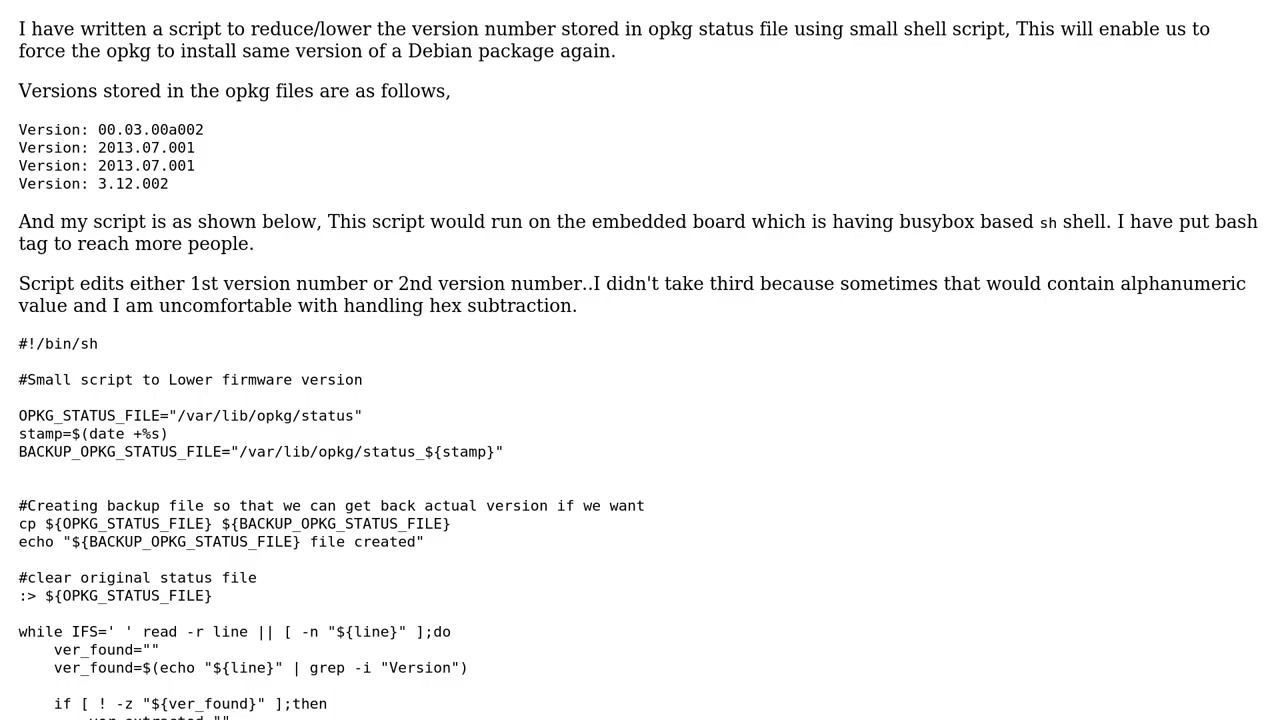 I have written a script to reduce/lower the version number stored in opkg status file using small shell script, This will enable us to
force the opkg to install same version of a Debian package again.
Versions stored in the opkg files are as follows,
Version: 00.03.00a002
Version: 2013.07.001
Version: 2013.07.001
Version: 3.12.002
And my script is as shown below, This script would run on the embedded board which is having busybox based sh shell. I have put bash
tag to reach more people.
Script edits either 1st version number or 2nd version number..I didn't take third because sometimes that would contain alphanumeric
value and I am uncomfortable with handling hex subtraction.
#!/bin/sh
#Small script to Lower firmware version
OPKG_STATUS_FILE="/var/lib/opkg/status"
stamp=$(date +%s)
BACKUP_OPKG_STATUS_FILE="/var/lib/opkg/status_${stamp}"
#Creating backup file so that we can get back actual version if we want
cp ${OPKG_STATUS_FILE} ${BACKUP_OPKG_STATUS_FILE}
echo "${BACKUP_OPKG_STATUS_FILE} file created"
#clear original status file
:> ${OPKG_STATUS_FILE}
while IFS=' ' read -r line || [ -n "${line}" ];do
    ver_found=""
    ver_found=$(echo "${line}" | grep -i "Version")
    if [ ! -z "${ver_found}" ];then
        ver_extracted=""